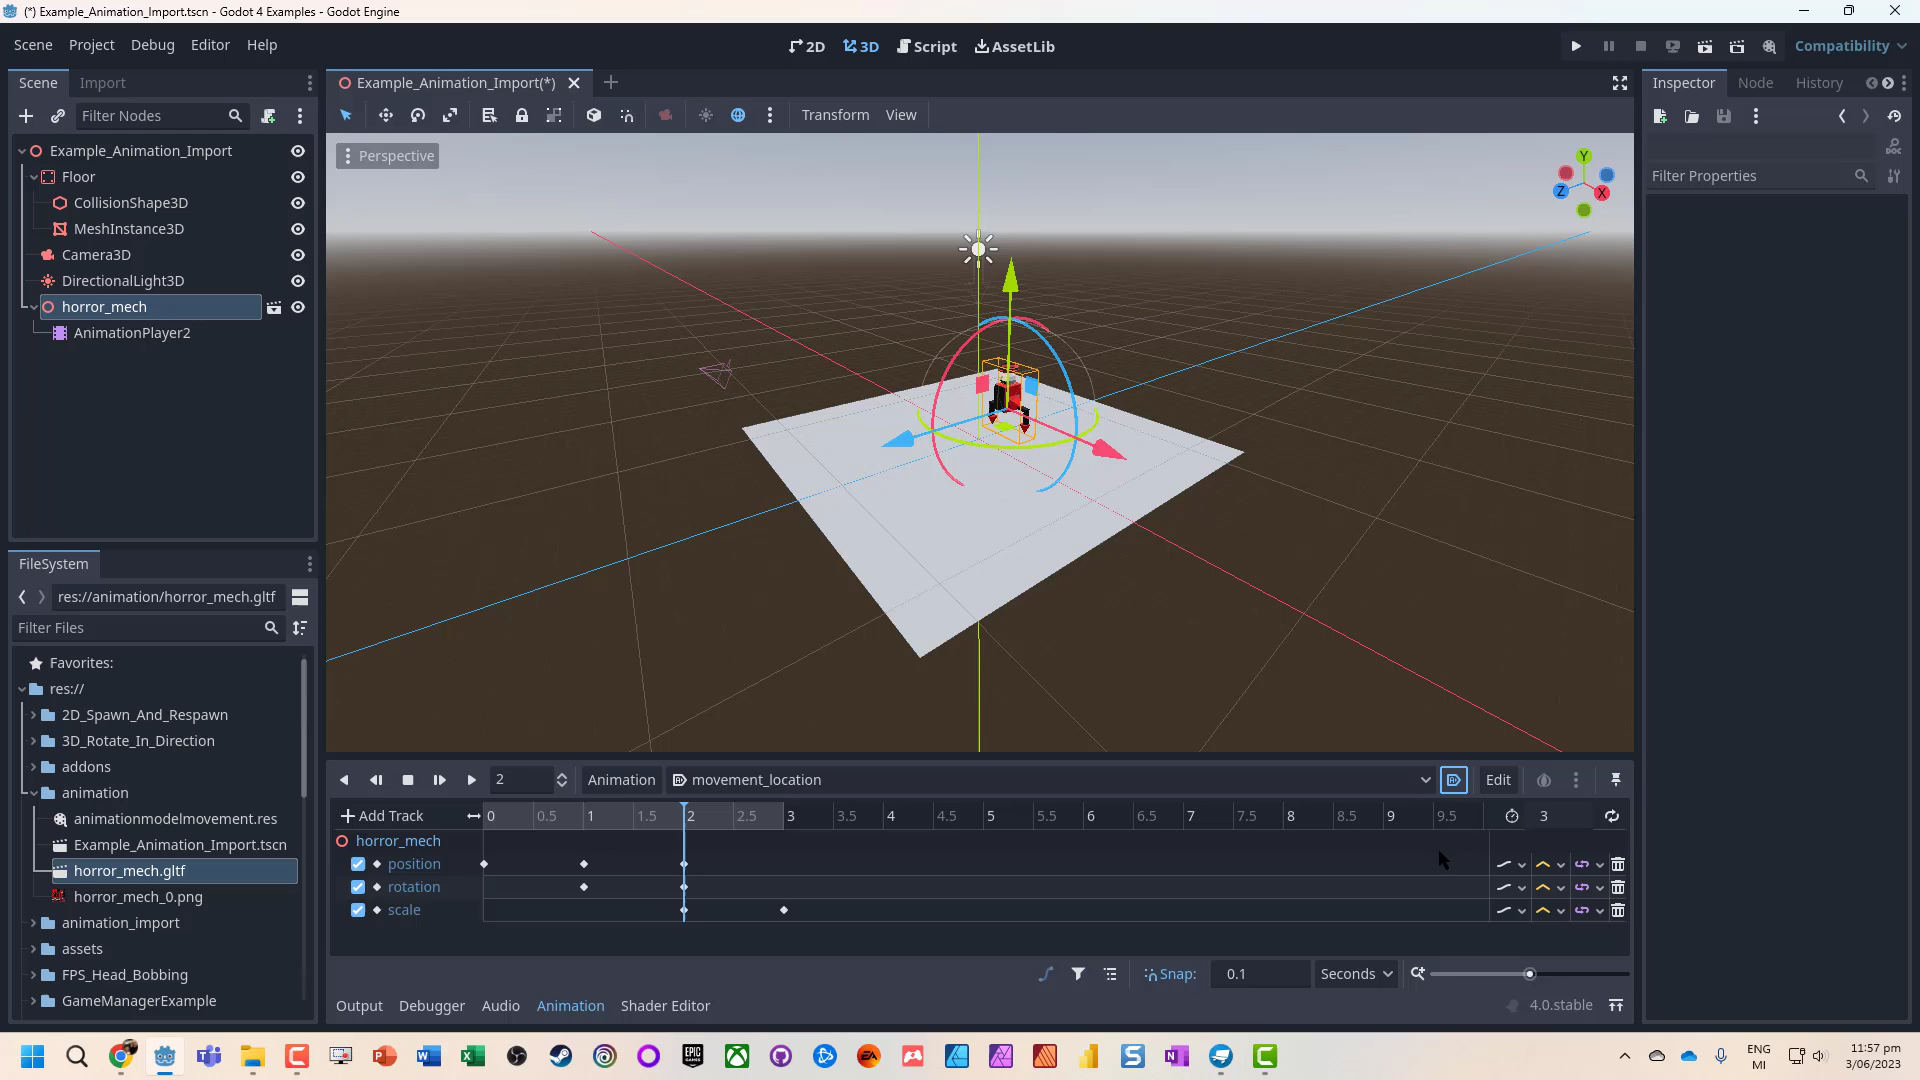 (*) Example_Animation_Import.tscn - Godot 4 Examples - Godot Engine
Scene Project Debug Editor Help
2D 3D Script AssetLib
Compatibility
Scene Import
Example_Animation_Import(*)
Inspector Node History
Filter Nodes
Transform View
Perspective
Filter Properties
Example_Animation_Import
Floor
CollisionShape3D
MeshInstance3D
Camera3D
DirectionalLight3D
horror_mech
AnimationPlayer2
Y
Z
X
FileSystem
res://animation/horror_mech.gltf
Filter Files
Favorites:
res://
2D_Spawn_And_Respawn
3D_Rotate_In_Direction
addons
animation
animationmodelmovement.res
Example_Animation_Import.tscn
horror_mech.gltf
horror_mech_0.png
animation_import
assets
FPS_Head_Bobbing
GameManagerExample
2 Animation movement_location Edit
Add Track 0 0.5 1 1.5 2 2.5 3 3.5 4 4.5 5 5.5 6 6.5 7 7.5 8 8.5 9 9.5 3
horror_mech
position
rotation
scale
Snap: 0.1 Seconds
Output Debugger Audio Animation Shader Editor
4.0.stable
ENG
MI
11:57 pm
3/06/2023